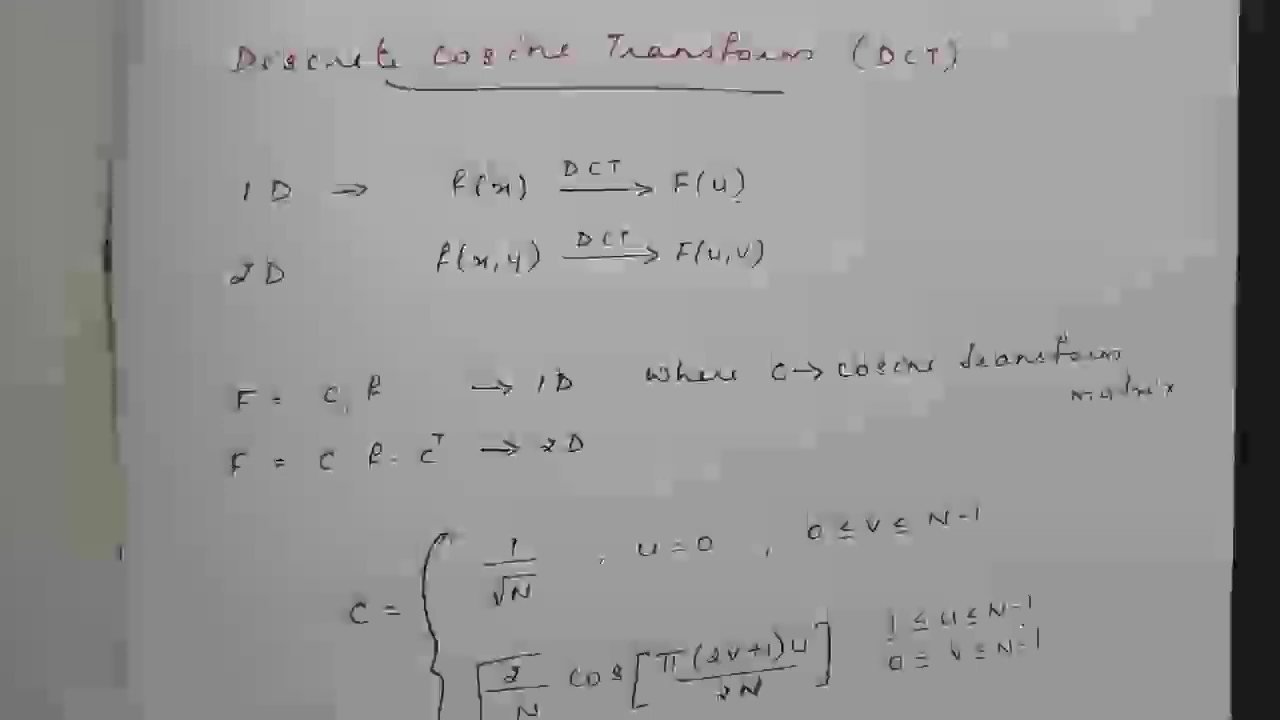 Discrete Cosine Transform (DCT)
1D ⇒ f(x) DCT→ F(u)
2D f(x,y) DCT→ F(u,v)
F = C. f → 1D where C → cosine transform matrix
F = C f. Cᵀ → 2D
C = { 1/√N , u = 0 , 0 ≤ v ≤ N-1
√2/N cos[π(2v+1)u/2N] 1 ≤ u ≤ N-1
0 ≤ v ≤ N-1